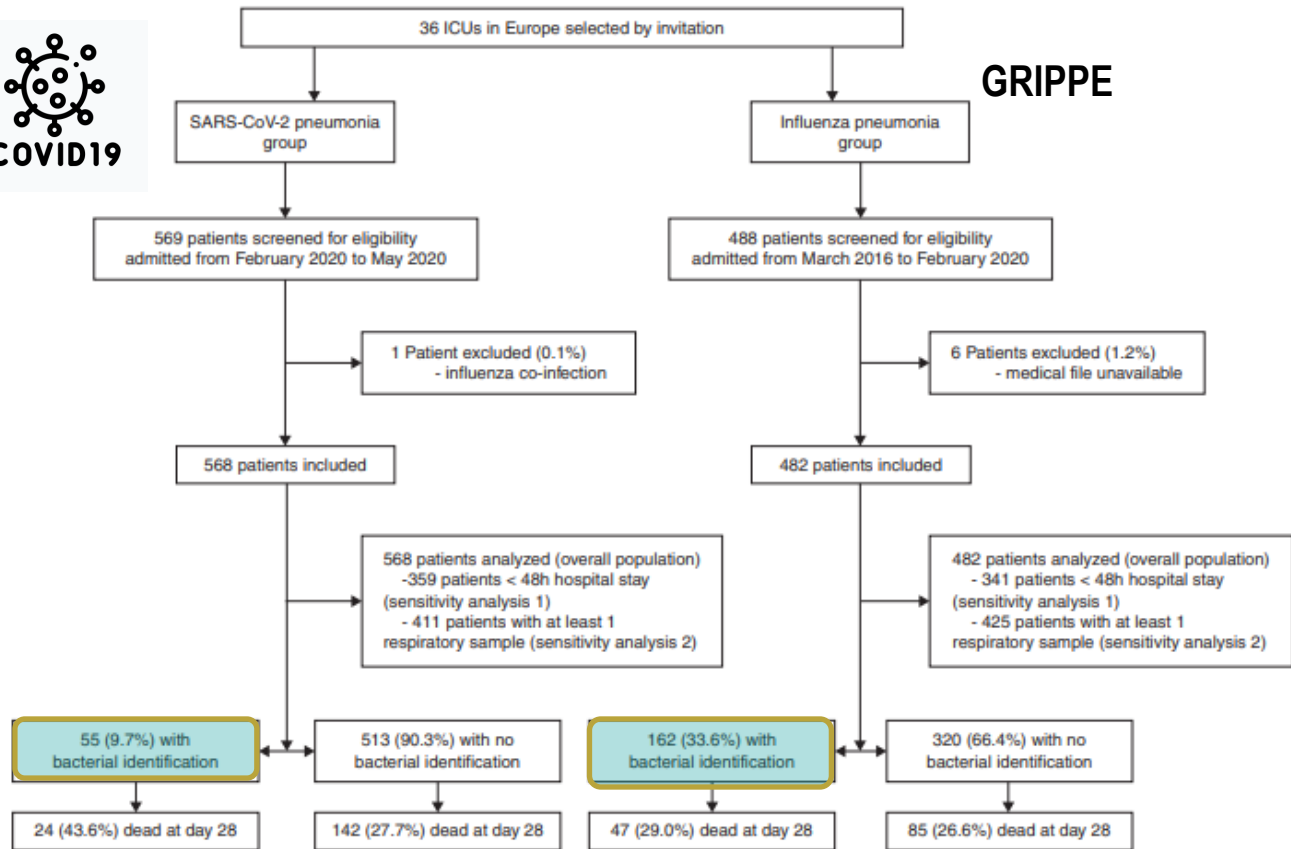 36 ICUs in Europe selected by invitation
COVID19
GRIPPE
SARS-CoV-2 pneumonia
group
Influenza pneumonia
group
569 patients screened for eligibility
admitted from February 2020 to May 2020
488 patients screened for eligibility
admitted from March 2016 to February 2020
1 Patient excluded (0.1%)
- influenza co-infection
6 Patients excluded (1.2%)
- medical file unavailable
568 patients included
482 patients included
568 patients analyzed (overall population)
-359 patients < 48h hospital stay
(sensitivity analysis 1)
- 411 patients with at least 1
respiratory sample (sensitivity analysis 2)
482 patients analyzed (overall population)
- 341 patients < 48h hospital stay
(sensitivity analysis 1)
- 425 patients with at least 1
respiratory sample (sensitivity analysis 2)
55 (9.7%) with
bacterial identification
513 (90.3%) with no
bacterial identification
162 (33.6%) with
bacterial identification
320 (66.4%) with no
bacterial identification
24 (43.6%) dead at day 28
142 (27.7%) dead at day 28
47 (29.0%) dead at day 28
85 (26.6%) dead at day 28